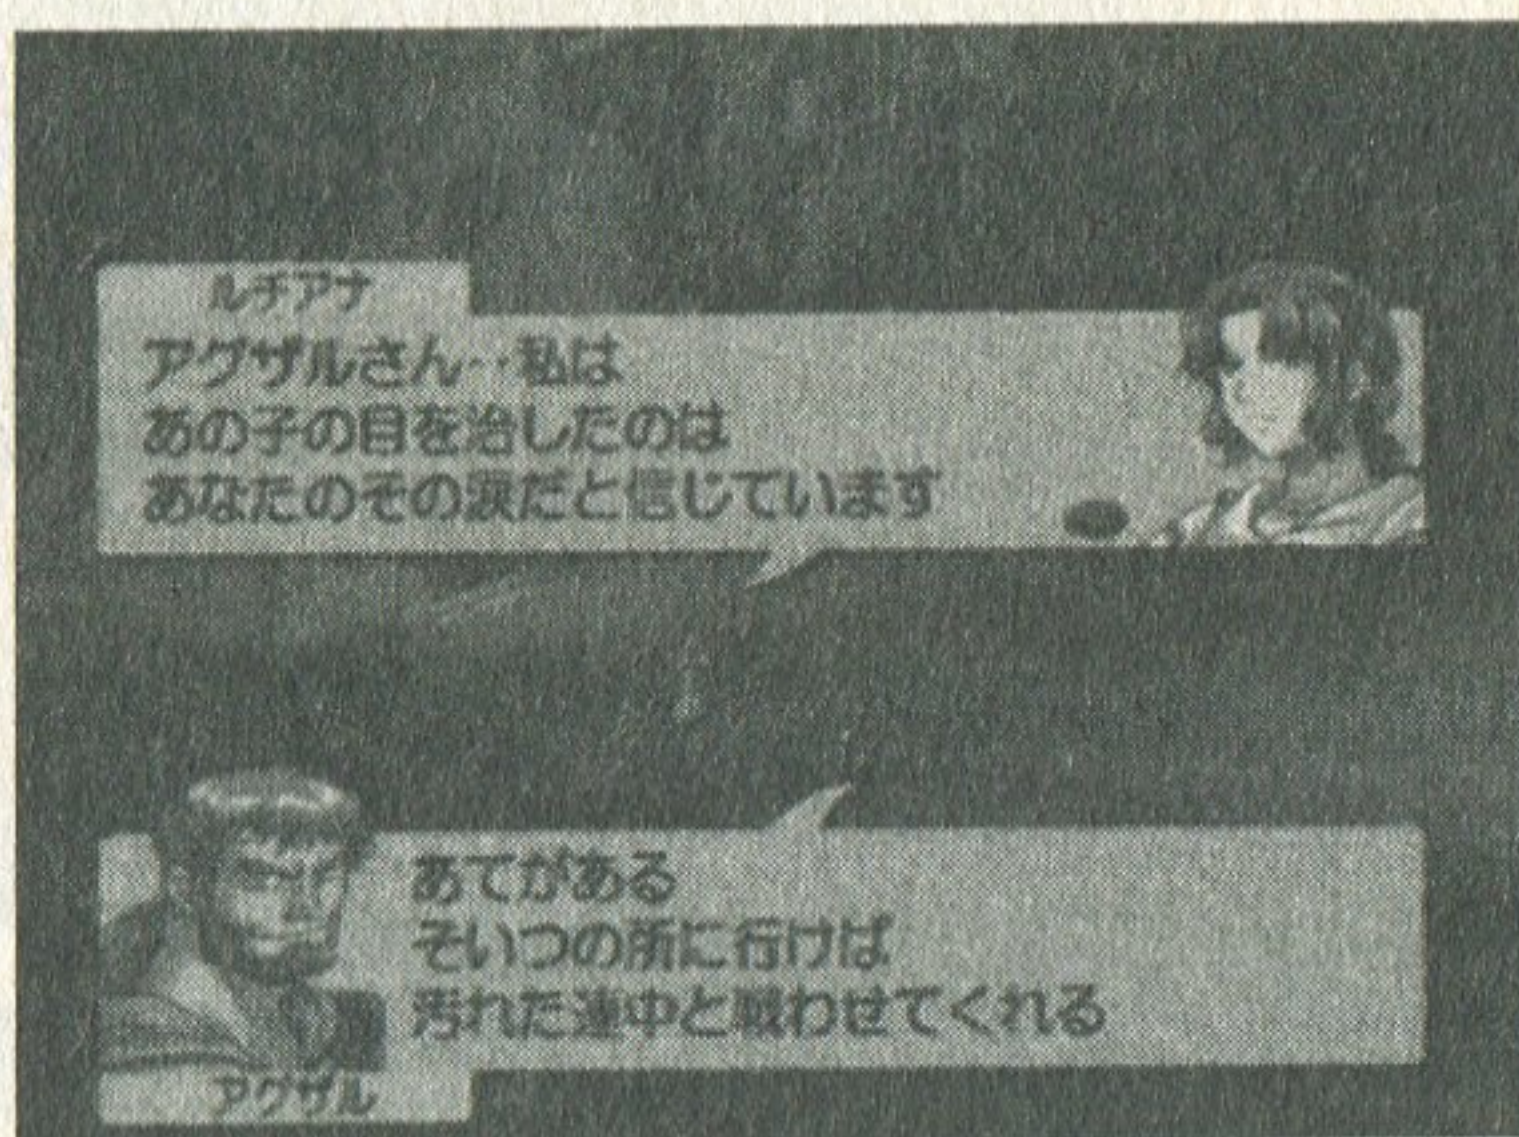 ルチアナ
アグザルさん‥私は
あの子の目を治したのは
あなたのその涙だと信じています
あてがある
そいつの所に行けば
汚れた連中と戦わせてくれる
アグザル